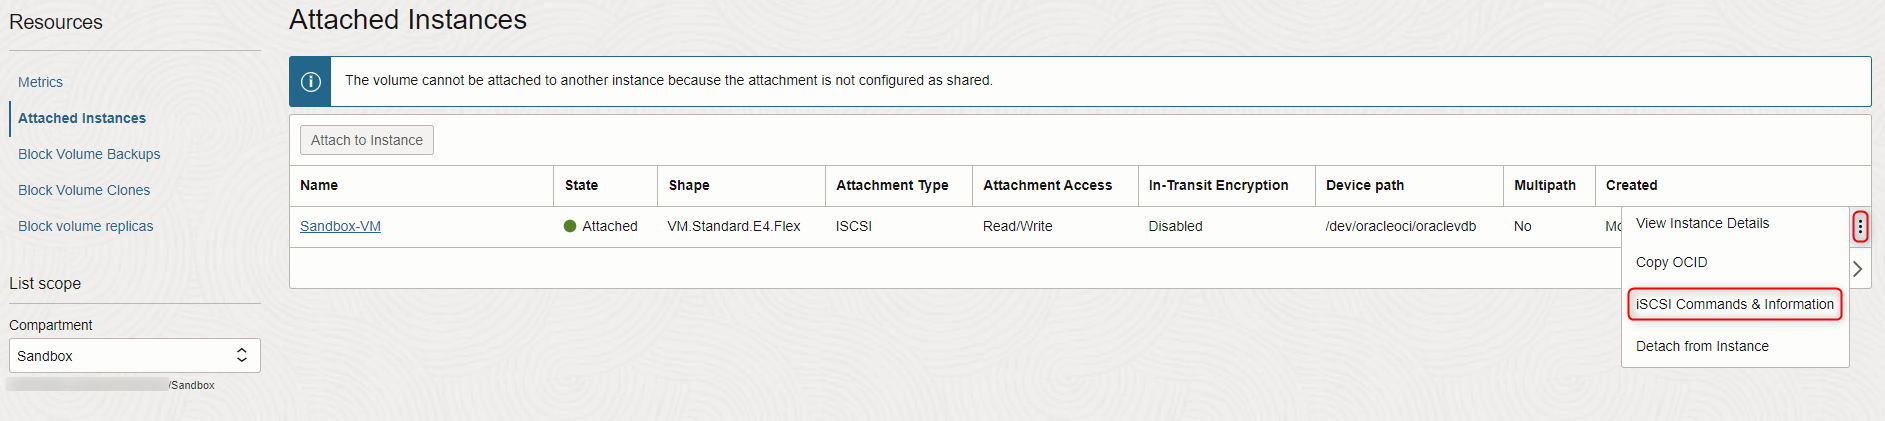 Resources
Metrics
Attached Instances
Block Volume Backups
Block Volume Clones
Block volume replicas
List scope
Compartment
Sandbox
/Sandbox
Attached Instances
The volume cannot be attached to another instance because the attachment is not configured as shared.
Attach to Instance
Name State Shape Attachment Type Attachment Access In-Transit Encryption Device path Multipath Created
Sandbox-VM Attached VM.Standard.E4.Flex ISCSI Read/Write Disabled /dev/oracleoci/oraclevdb No
View Instance Details
Copy OCID
iSCSI Commands & Information
Detach from Instance